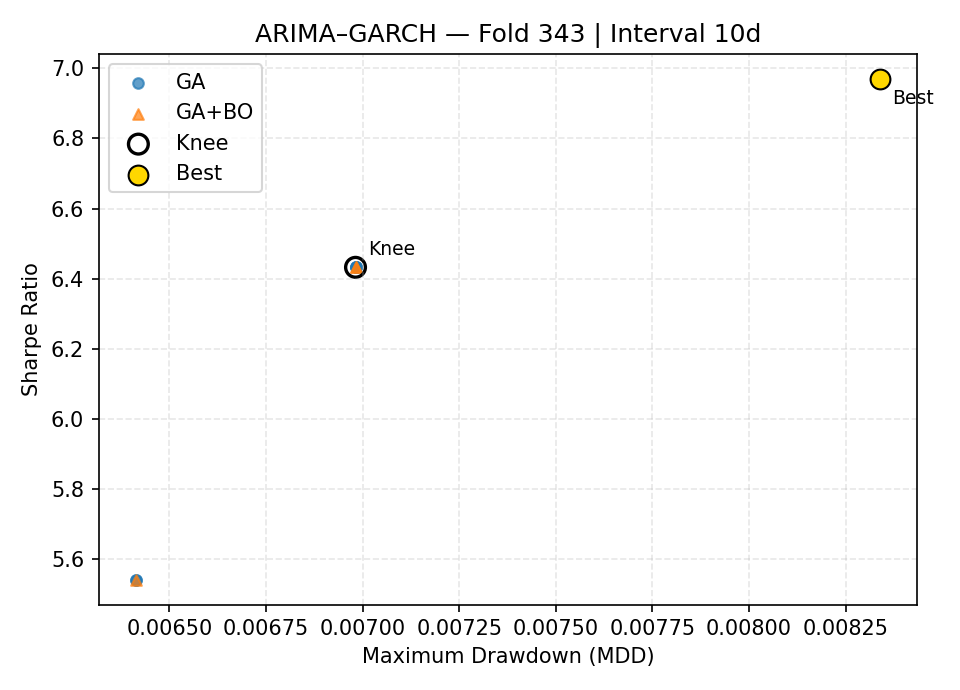 ARIMA–GARCH — Fold 343 | Interval 10d
GA
GA+BO
Knee
Best
Best
Knee
7.0
6.8
6.6
6.4
6.2
6.0
5.8
5.6
Sharpe Ratio
0.00650 0.00675 0.00700 0.00725 0.00750 0.00775 0.00800 0.00825
Maximum Drawdown (MDD)